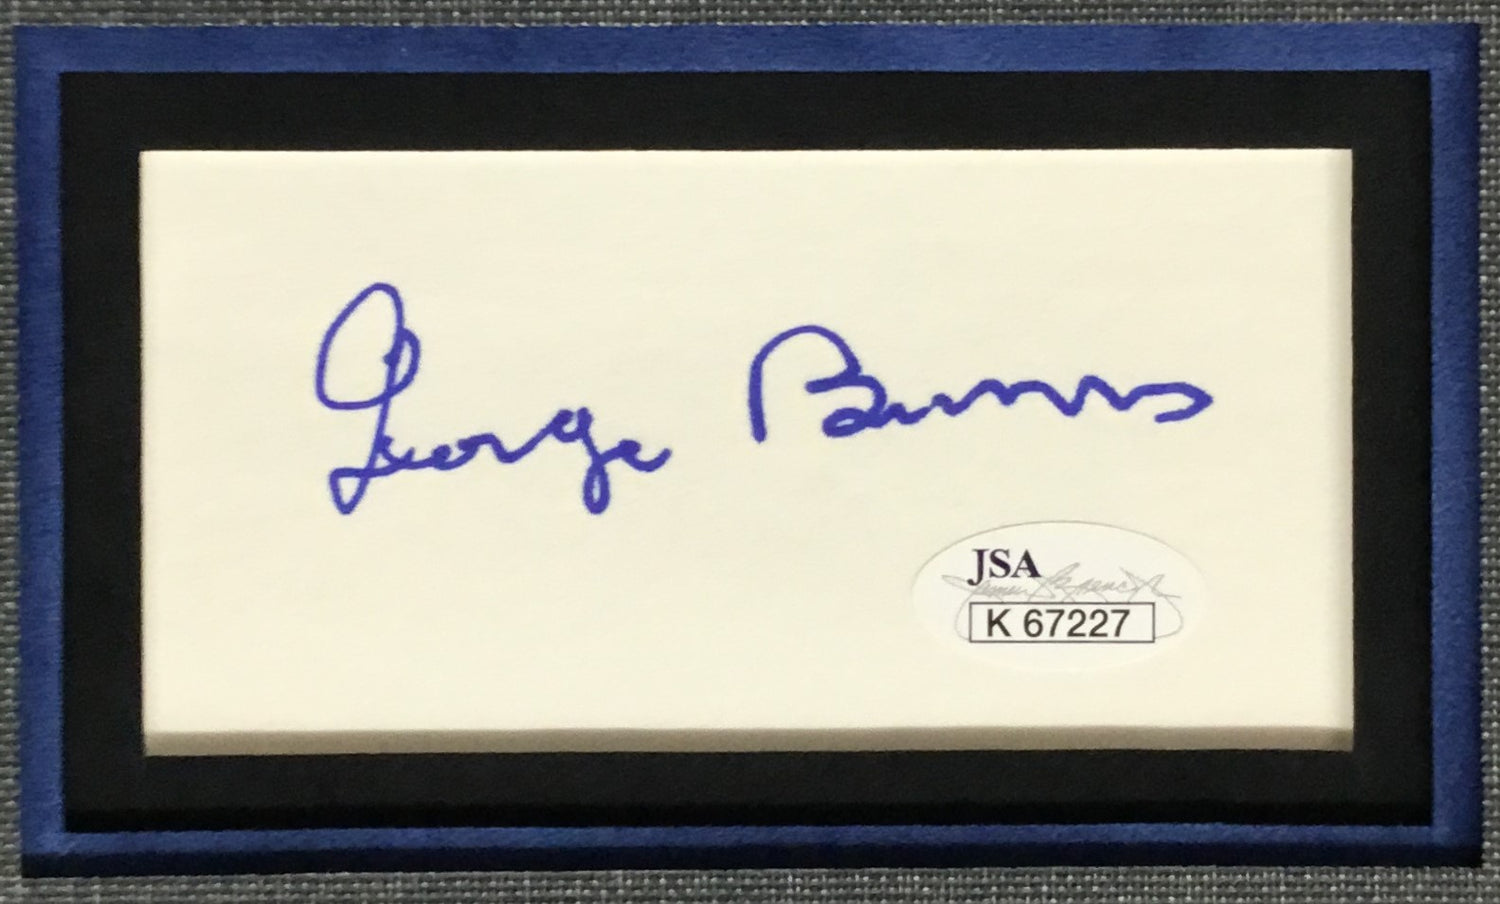 George Burns
JSA
K 67227